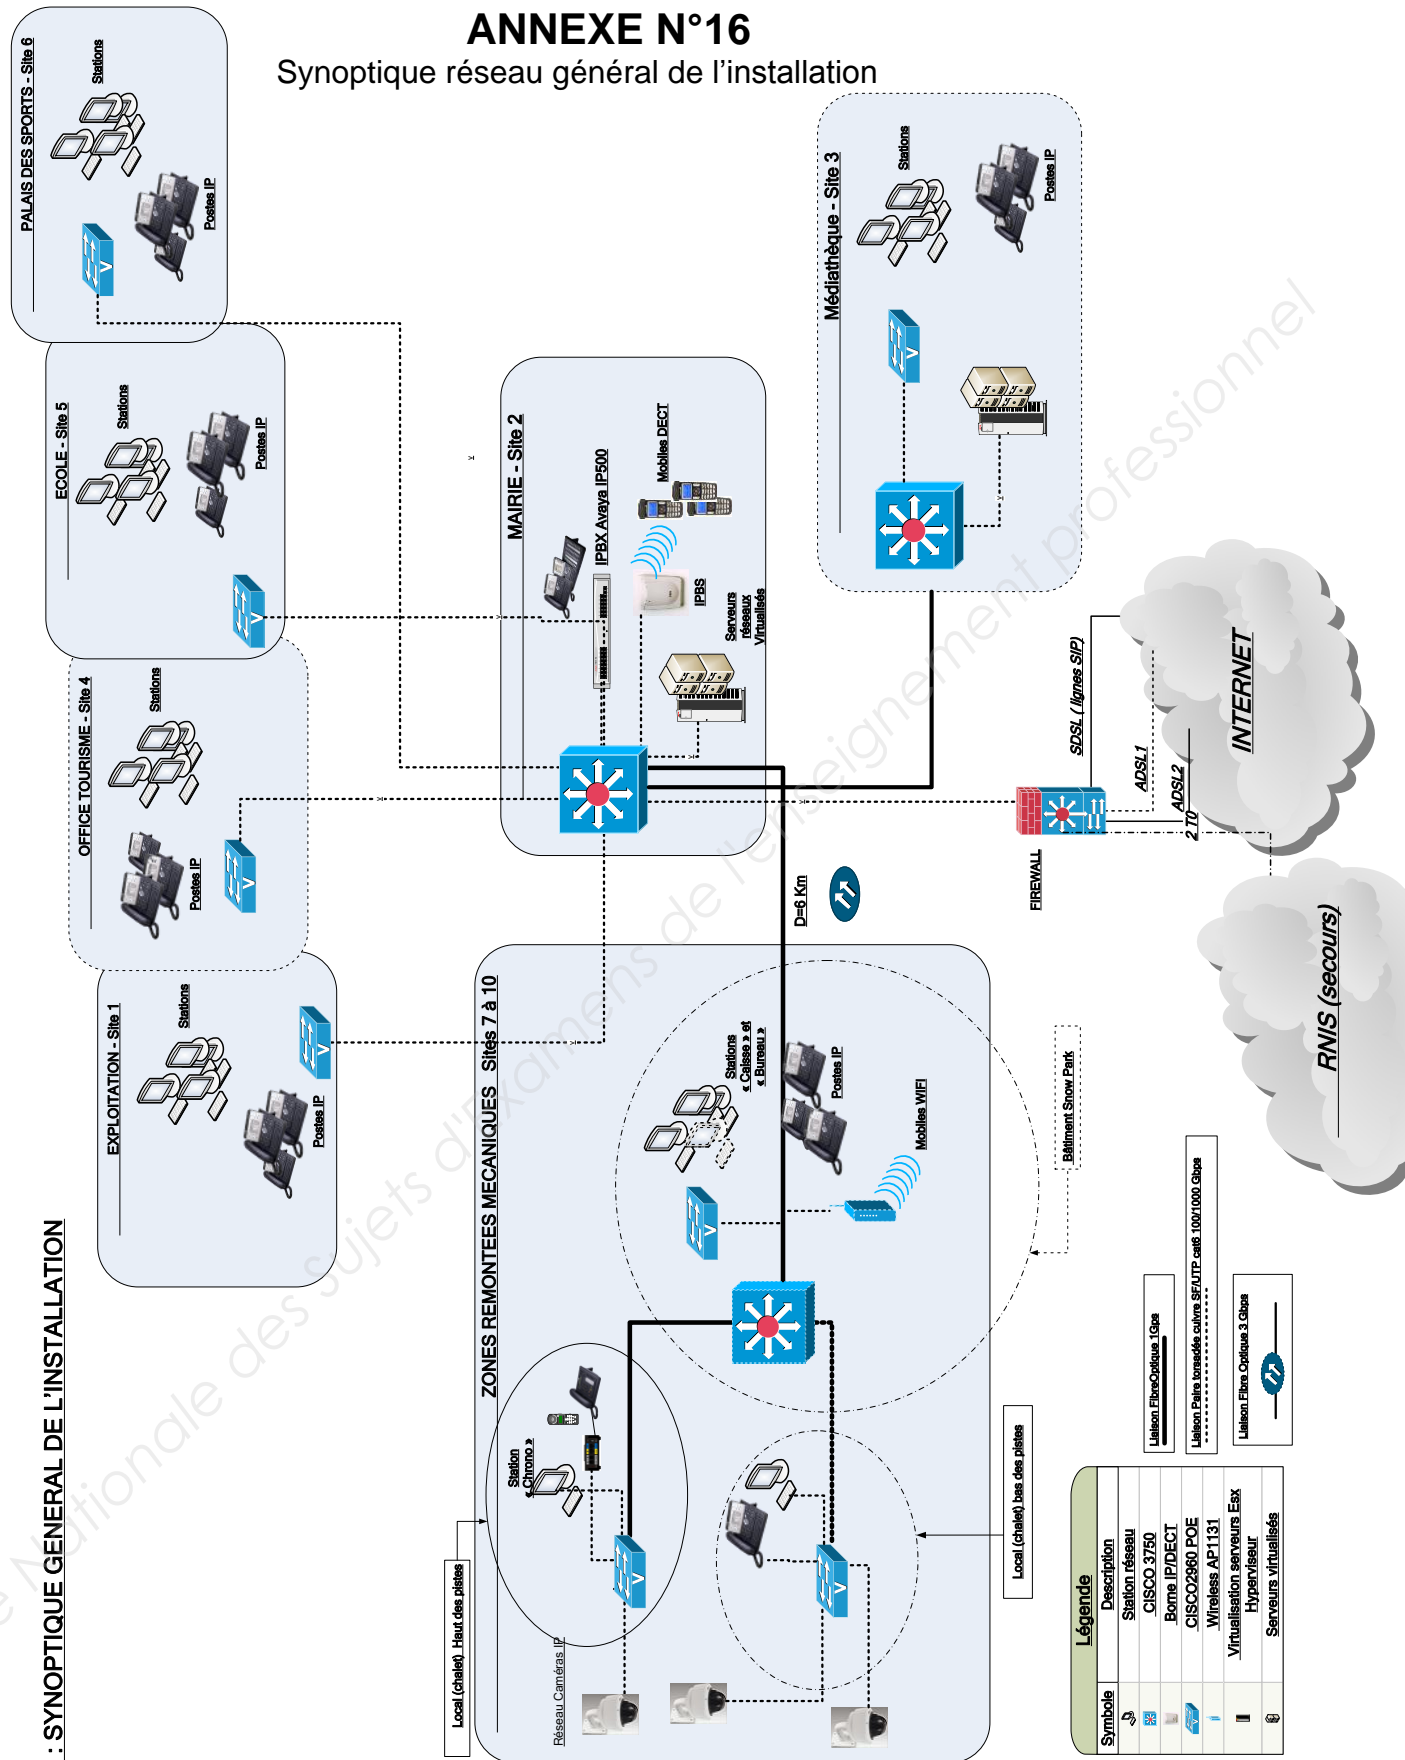 ANNEXE N°16
Synoptique réseau général de l'installation
: SYNOPTIQUE GENERAL DE L'INSTALLATION
PALAIS DES SPORTS - Site 6
Stations
Postes IP
ECOLE - Site 5
Stations
Postes IP
OFFICE TOURISME - Site 4
Stations
Postes IP
EXPLOITATION - Site 1
Stations
Postes IP
MAIRIE - Site 2
IPBX Avaya IP500
Mobiles DECT
IPBS
Serveurs
réseaux
Virtualisés
Médiathèque - Site 3
Stations
Postes IP
D=6 Km
FIREWALL
SDSL ( lignes SIP)
ADSL1
ADSL2
2 T0
INTERNET
RNIS (secours)
ZONES REMONTEES MECANIQUES Sites 7 à 10
Stations
« Caisse » et
« Bureau »
Postes IP
Mobiles WIFI
Bâtiment Snow Park
Station
« Chrono »
Local (chalet) Haut des pistes
Réseau Caméras IP
Local (chalet) bas des pistes
Légende
Symbole
Description
Station réseau
CISCO 3750
Borne IP/DECT
CISCO2960 POE
Wireless AP1131
Virtualisation serveurs Esx
Hyperviseur
Serveurs virtualisés
Liaison FibreOptique 1Gps
Liaison Paire torsadée cuivre SF/UTP cat6 100/1000 Gbps
Liaison Fibre Optique 3 Gbps
e Nationale des Sujets d'Examens de l'enseignement professionnel